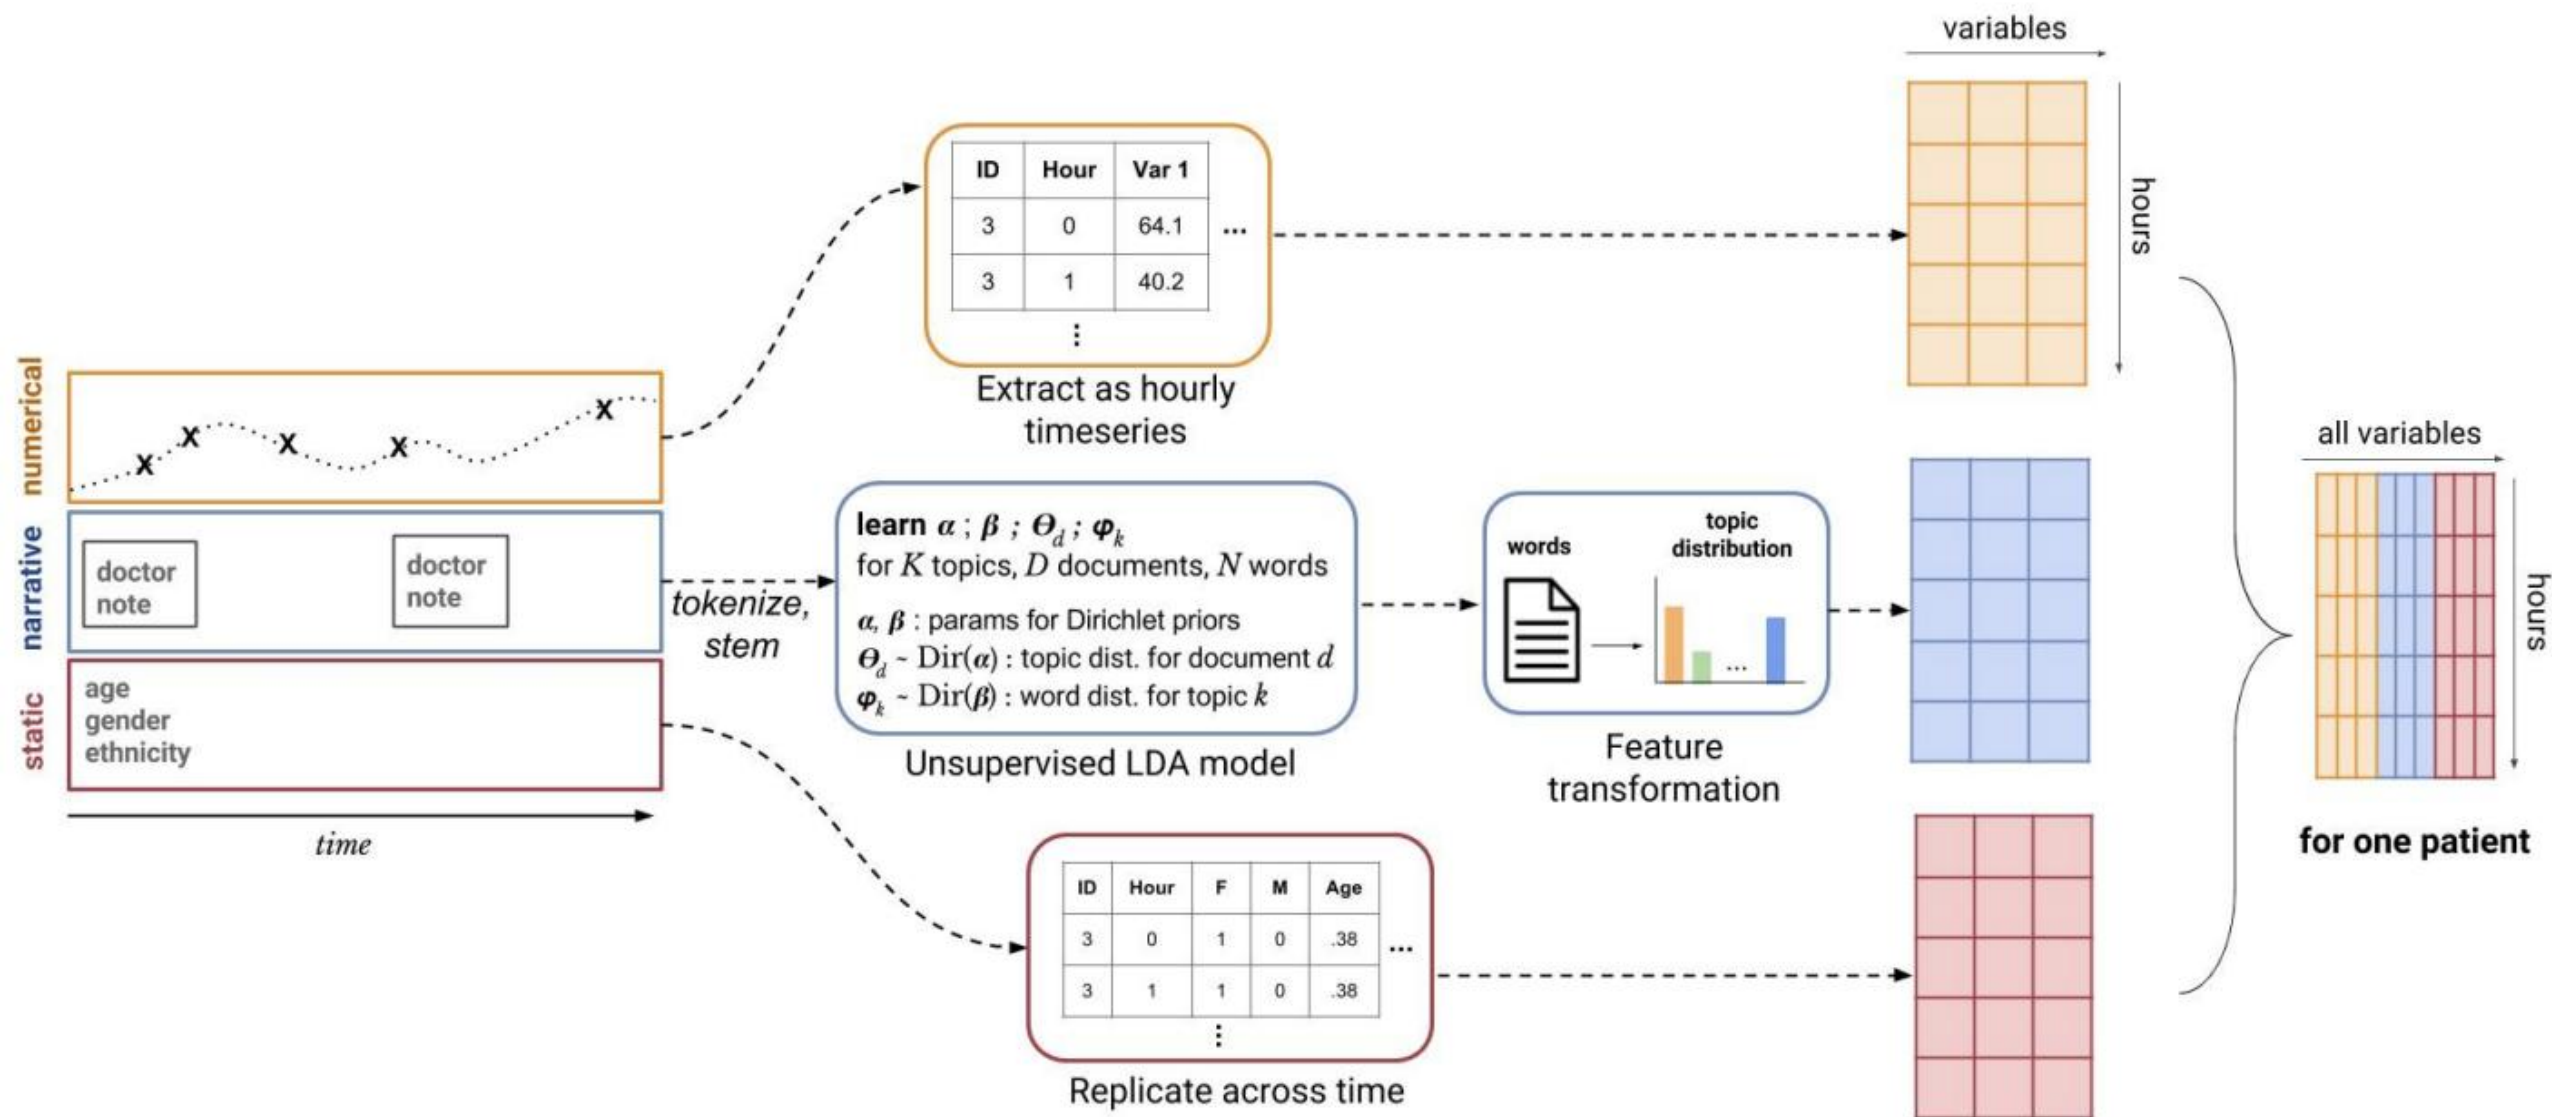 numerical
X X X X X
narrative
doctor
note
doctor
note
static
age
gender
ethnicity
time
ID Hour Var 1
3 0 64.1 ...
3 1 40.2
⋮
Extract as hourly
timeseries
tokenize,
stem
learn α ; β ; Θd ; φk
for K topics, D documents, N words
α, β : params for Dirichlet priors
Θd ~ Dir(α) : topic dist. for document d
φk ~ Dir(β) : word dist. for topic k
Unsupervised LDA model
words
topic
distribution
...
Feature
transformation
ID Hour F M Age
3 0 1 0 .38 ...
3 1 1 0 .38
⋮
Replicate across time
variables
hours
all variables
hours
for one patient